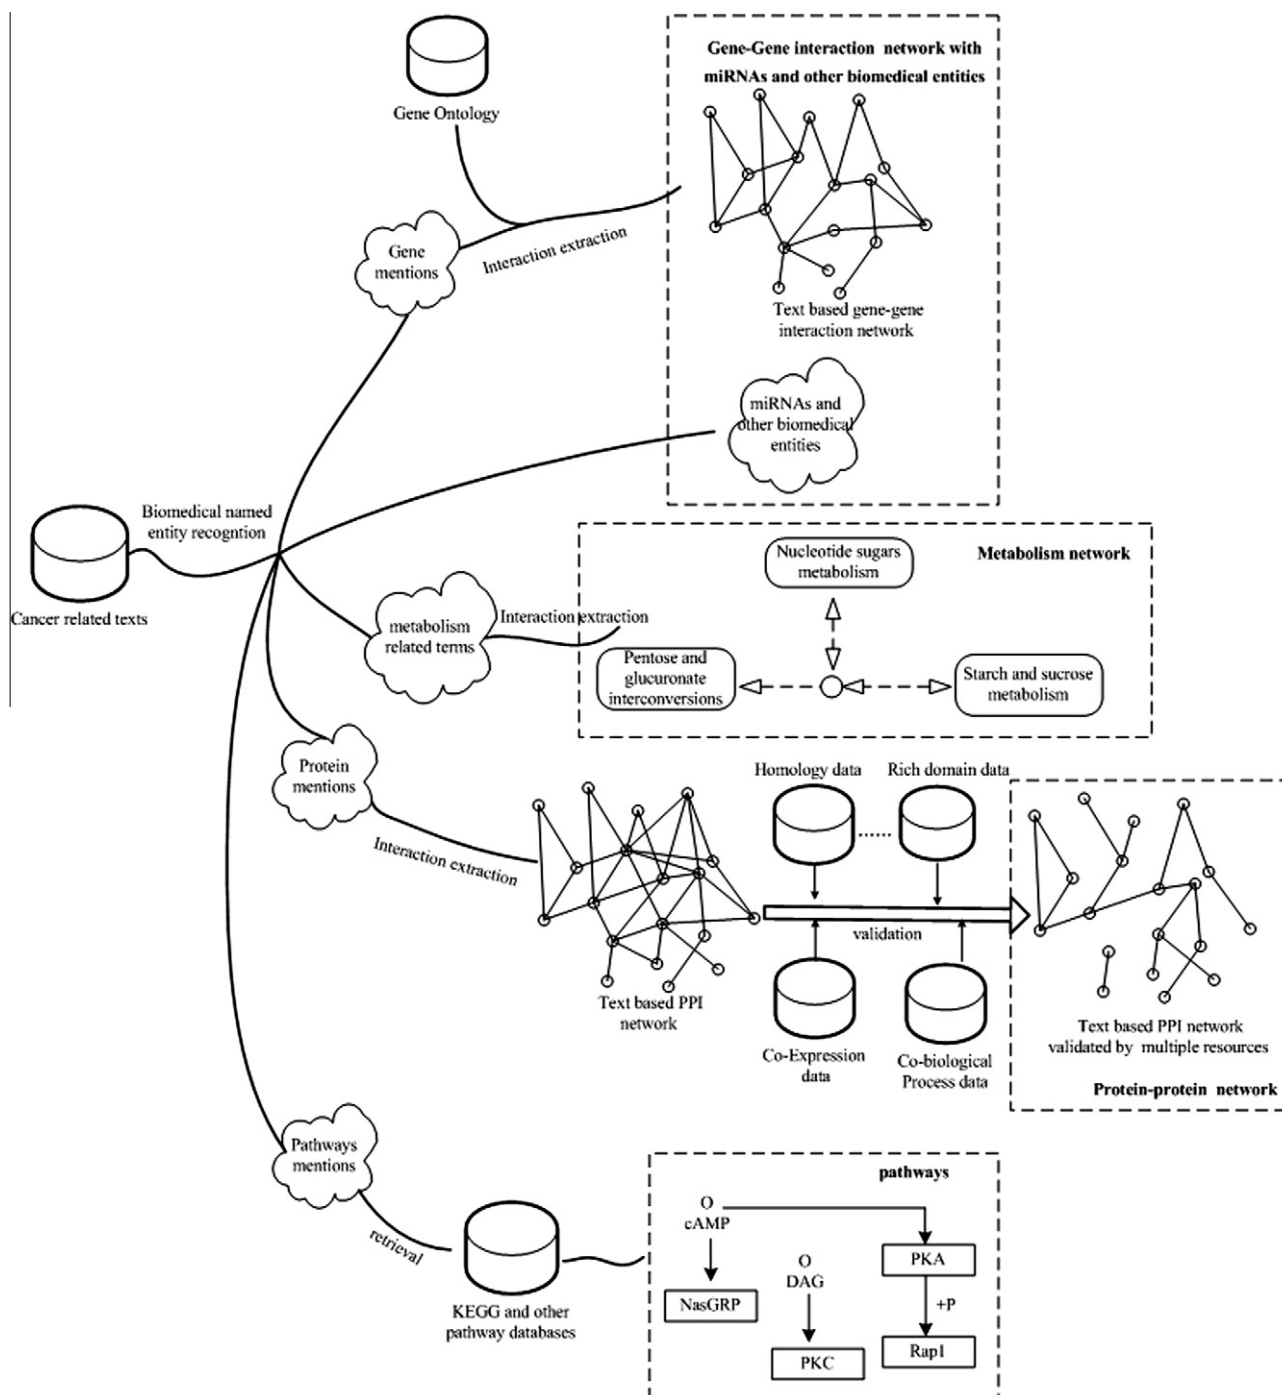 Gene Ontology
Gene-Gene interaction network with
miRNAs and other biomedical entities
Gene
mentions
Interaction extraction
Text based gene-gene
interaction network
miRNAs and
other biomedical
entities
Biomedical named
entity recogntion
Cancer related texts
metabolism
related terms
Interaction extraction
Metabolism network
Nucleotide sugars
metabolism
Pentose and
glucuronate
interconversions
Starch and sucrose
metabolism
Protein
mentions
Interaction extraction
Text based PPI
network
Homology data
Rich domain data
......
validation
Co-Expression
data
Co-biological
Process data
Text based PPI network
validated by multiple resources
Protein-protein network
Pathways
mentions
retrieval
KEGG and other
pathway databases
pathways
O
cAMP
NasGRP
O
DAG
PKC
PKA
+P
Rap1